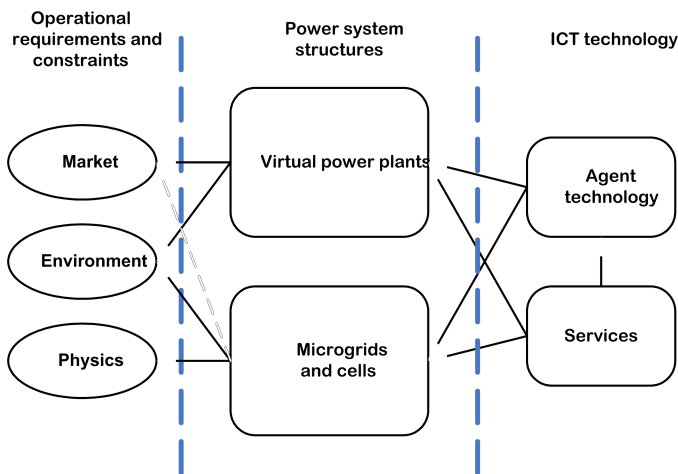 Operational
requirements and
constraints
Power system
structures
ICT technology
Market
Environment
Physics
Virtual power plants
Microgrids
and cells
Agent
technology
Services